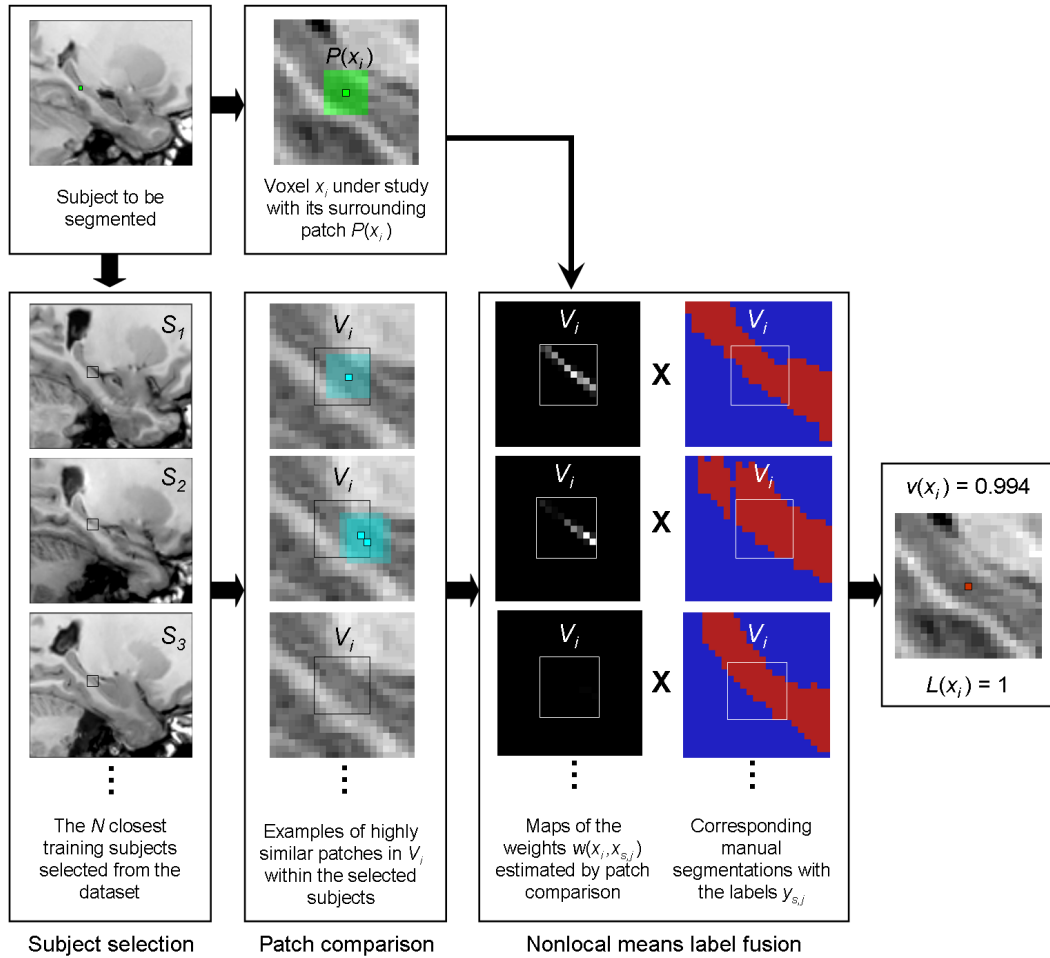 P(xᵢ)
Subject to be
segmented
Voxel xᵢ under study
with its surrounding
patch P(xᵢ)
S₁
S₂
S₃
The N closest
training subjects
selected from the
dataset
Subject selection
Vᵢ
Vᵢ
Vᵢ
Examples of highly
similar patches in Vᵢ
within the selected
subjects
Patch comparison
Vᵢ
X
Vᵢ
Vᵢ
X
Vᵢ
Vᵢ
X
Vᵢ
Maps of the
weights w(xᵢ,xₛ,ⱼ)
estimated by patch
comparison
Corresponding
manual
segmentations with
the labels yₛ,ⱼ
Nonlocal means label fusion
v(xᵢ) = 0.994
L(xᵢ) = 1